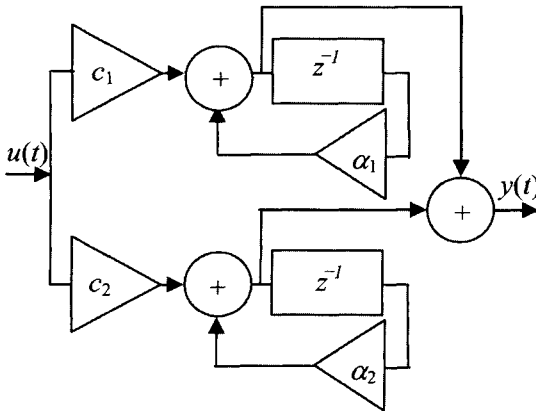 c₁
+
z⁻¹
α₁
u(t)
y(t)
+
c₂
+
z⁻¹
α₂